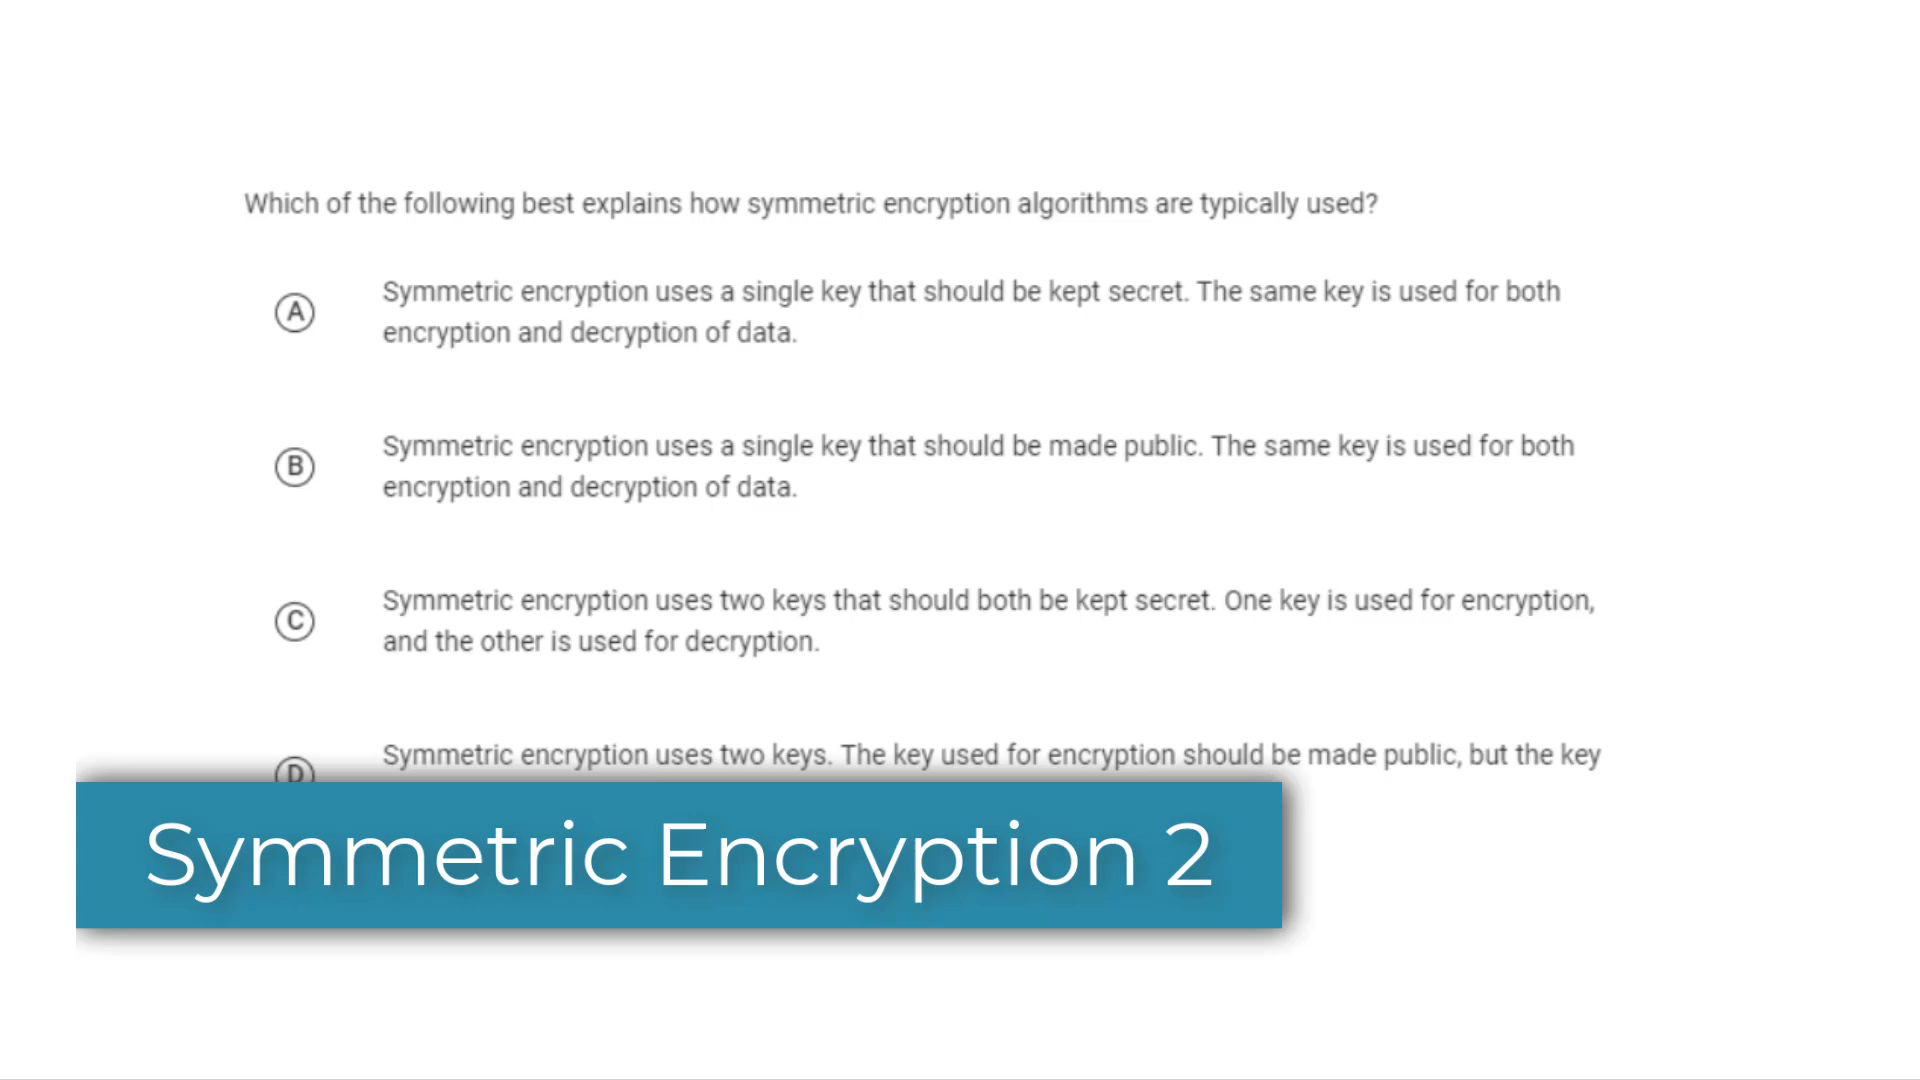 Which of the following best explains how symmetric encryption algorithms are typically used?
A
Symmetric encryption uses a single key that should be kept secret. The same key is used for both
encryption and decryption of data.
B
Symmetric encryption uses a single key that should be made public. The same key is used for both
encryption and decryption of data.
C
Symmetric encryption uses two keys that should both be kept secret. One key is used for encryption,
and the other is used for decryption.
D
Symmetric encryption uses two keys. The key used for encryption should be made public, but the key
Symmetric Encryption 2